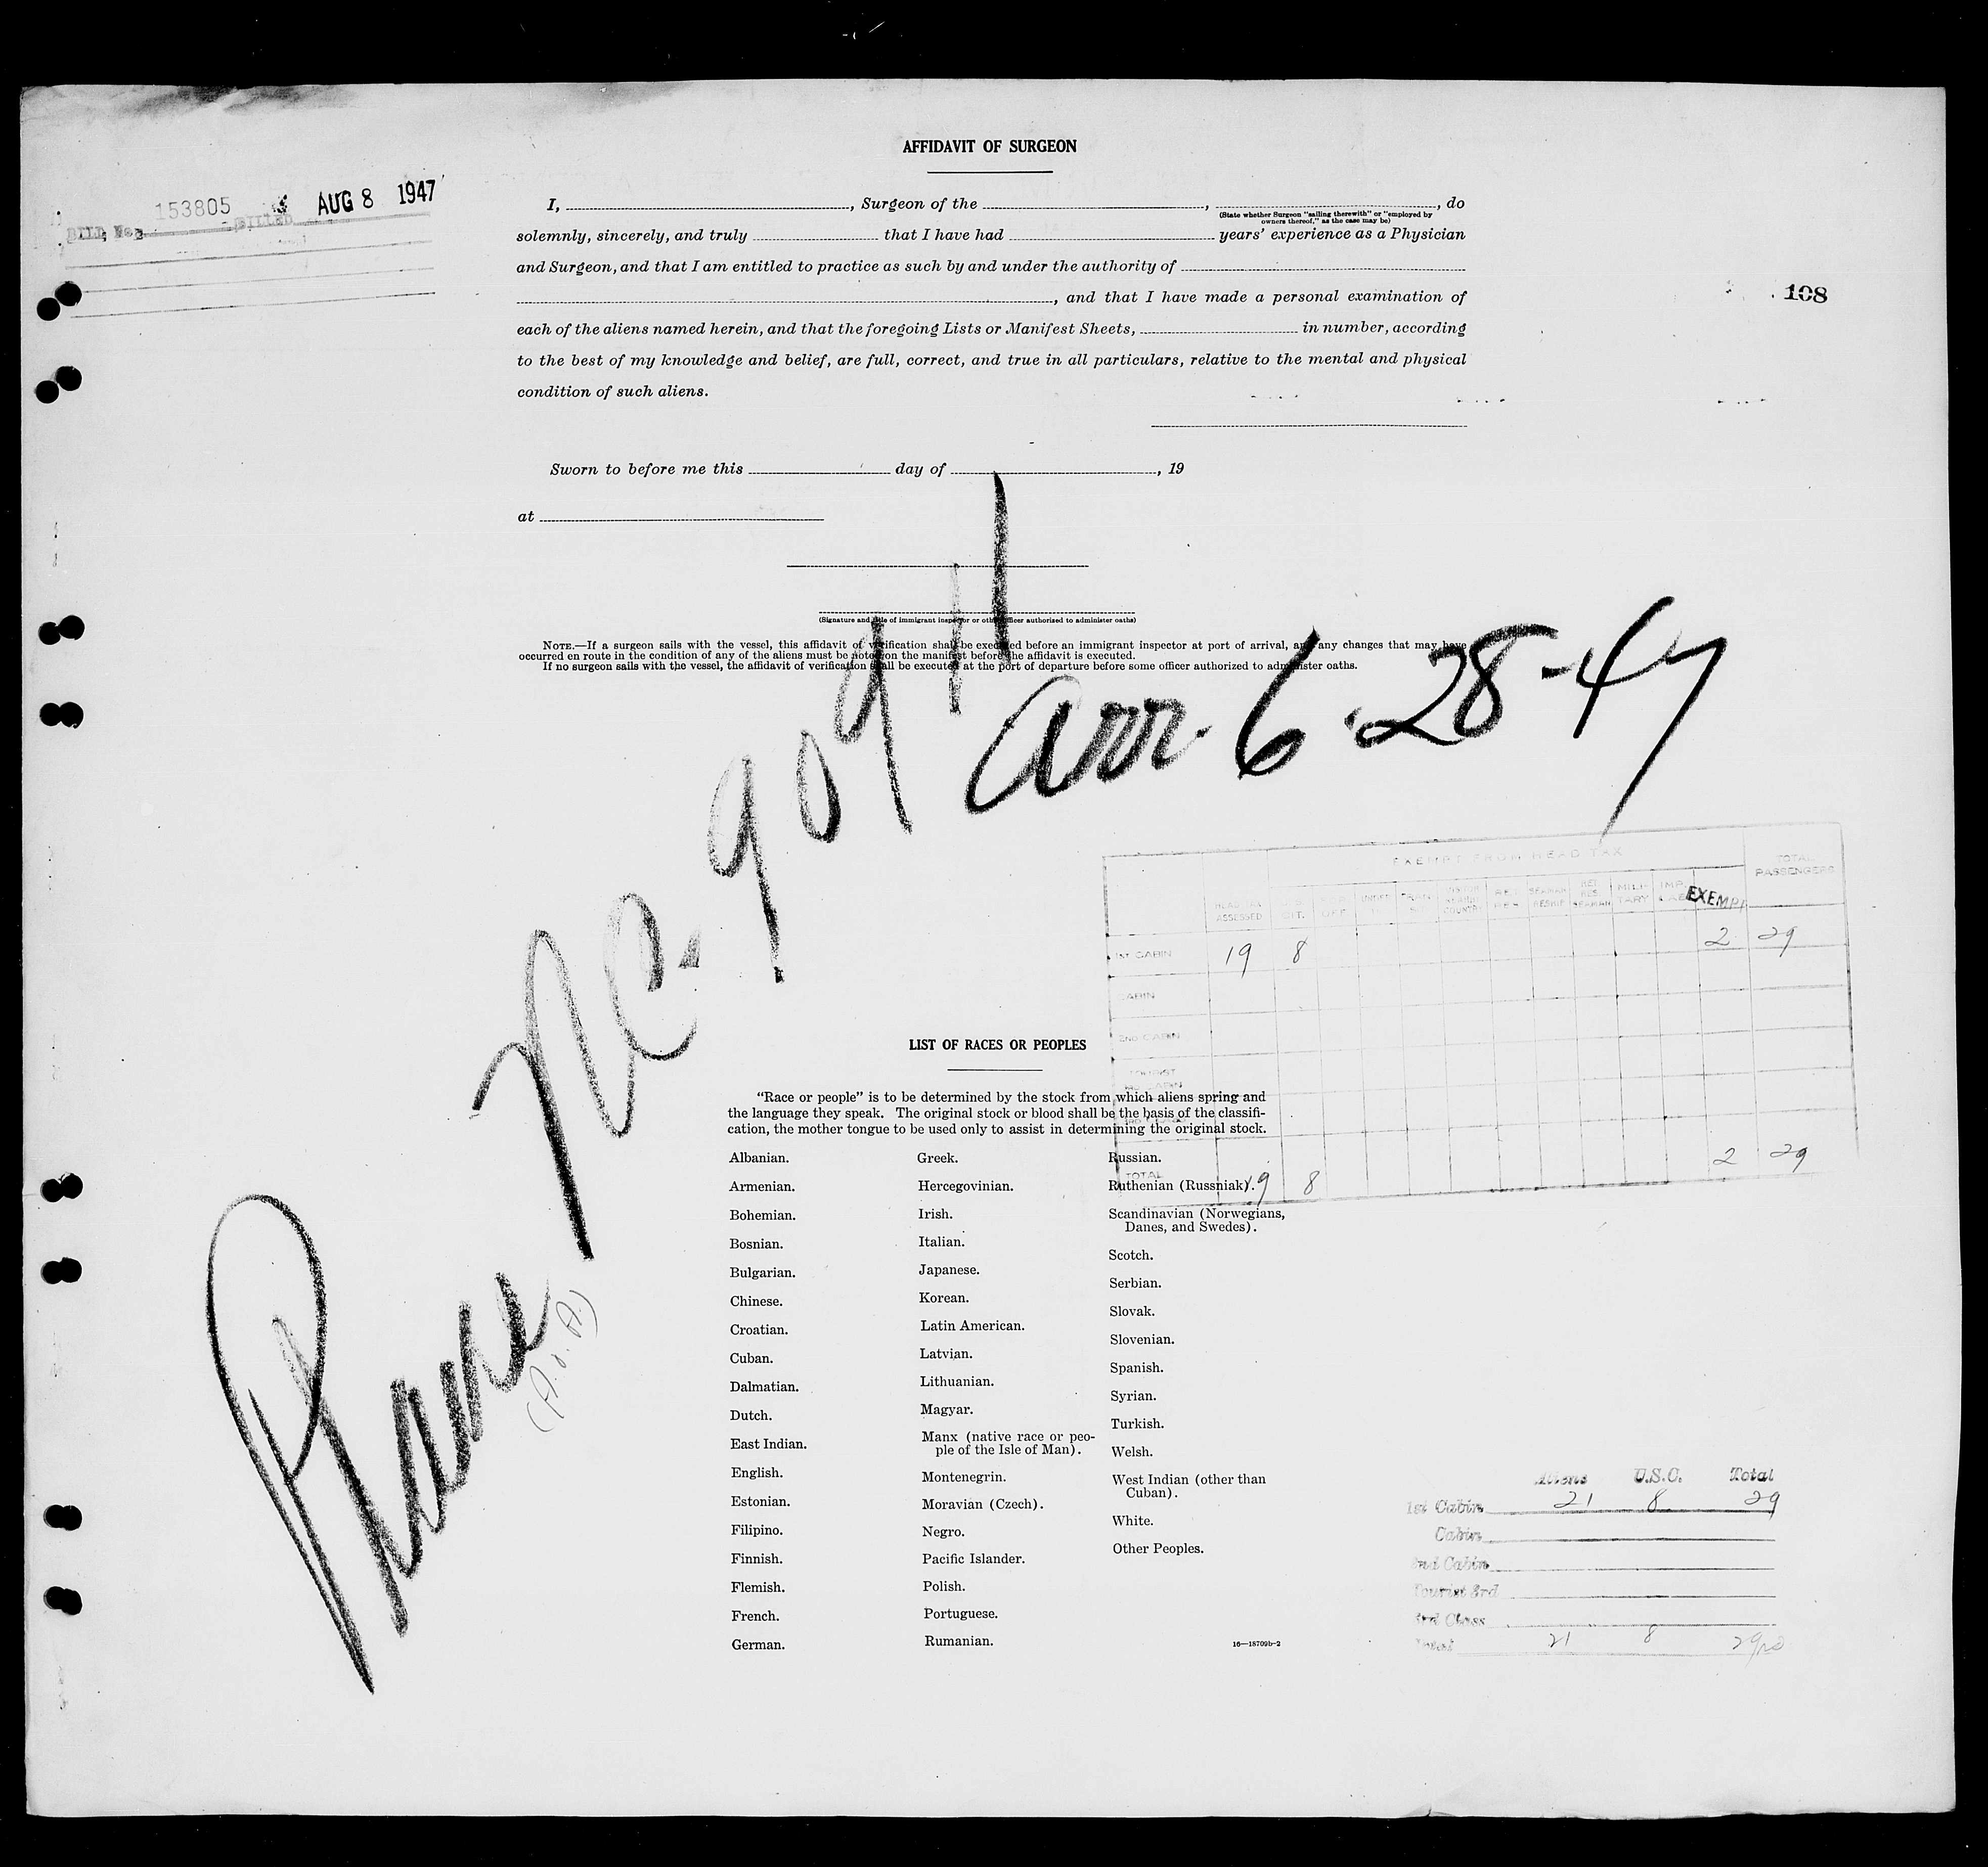 AFFIDAVIT OF SURGEON
153805 AUG 8 1947
BILL No. BILLED
108
I, ........, Surgeon of the ........, ........, do
(State whether Surgeon "sailing therewith" or "employed by
owners thereof," as the case may be)
solemnly, sincerely, and truly ........ that I have had ........ years' experience as a Physician
and Surgeon, and that I am entitled to practice as such by and under the authority of ........
........, and that I have made a personal examination of
each of the aliens named herein, and that the foregoing Lists or Manifest Sheets, ........ in number, according
to the best of my knowledge and belief, are full, correct, and true in all particulars, relative to the mental and physical
condition of such aliens.
Sworn to before me this ........ day of ........, 19
at ........
(Signature and title of immigrant inspector or other officer authorized to administer oaths)
NOTE.—If a surgeon sails with the vessel, this affidavit of verification shall be executed before an immigrant inspector at port of arrival, and any changes that may have
occurred en route in the condition of any of the aliens must be noted on the manifest before the affidavit is executed.
If no surgeon sails with the vessel, the affidavit of verification shall be executed at the port of departure before some officer authorized to administer oaths.
Plane NC-90911
arr. 6-28-47
EXEMPT FROM HEAD TAX
TOTAL
PASSENGERS
HEAD TAX
ASSESSED
CIT.
COUNTRY
SEAMAN
MILI-
TARY
EXEMPT
1ST CABIN 19 8 2 29
CABIN
2ND CABIN
TOURIST
TOTAL 19 8 2 29
LIST OF RACES OR PEOPLES
"Race or people" is to be determined by the stock from which aliens spring and
the language they speak. The original stock or blood shall be the basis of the classifi-
cation, the mother tongue to be used only to assist in determining the original stock.
Albanian.
Armenian.
Bohemian.
Bosnian.
Bulgarian.
Chinese.
Croatian.
Cuban.
Dalmatian.
Dutch.
East Indian.
English.
Estonian.
Filipino.
Finnish.
Flemish.
French.
German.
Greek.
Hercegovinian.
Irish.
Italian.
Japanese.
Korean.
Latin American.
Latvian.
Lithuanian.
Magyar.
Manx (native race or peo-
ple of the Isle of Man).
Montenegrin.
Moravian (Czech).
Negro.
Pacific Islander.
Polish.
Portuguese.
Rumanian.
Russian.
Ruthenian (Russniak).
Scandinavian (Norwegians,
Danes, and Swedes).
Scotch.
Serbian.
Slovak.
Slovenian.
Spanish.
Syrian.
Turkish.
Welsh.
West Indian (other than
Cuban).
White.
Other Peoples.
16—18709b-2
Aliens U.S.C. Total
1st Cabin 21 8 29
Cabin
2nd Cabin
Tourist 3rd
3rd Class
Total 21 8 29